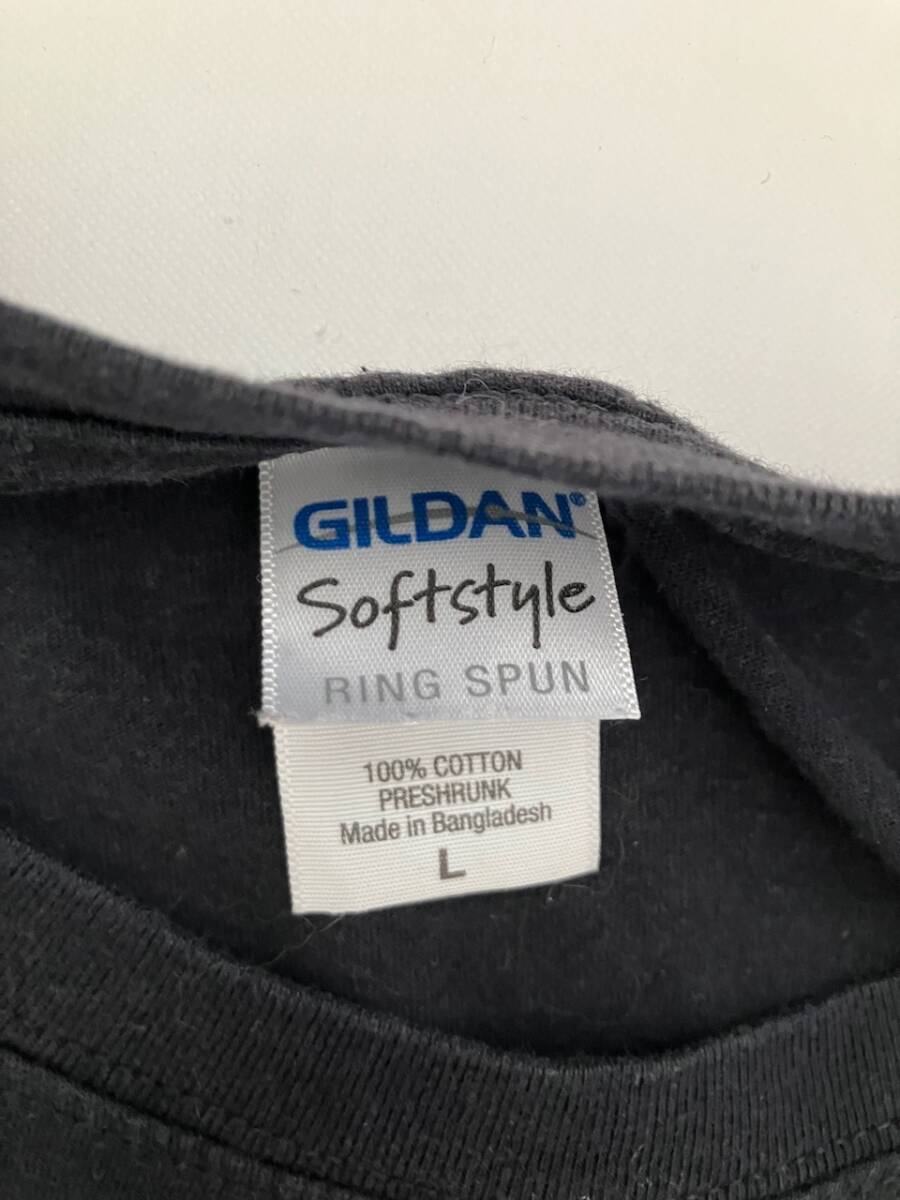 GILDAN®
Softstyle
RING SPUN
100% COTTON
PRESHRUNK
Made in Bangladesh
L